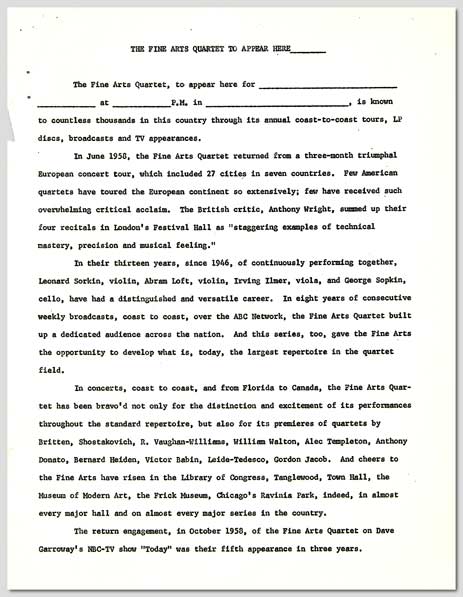 THE FINE ARTS QUARTET TO APPEAR HERE________
The Fine Arts Quartet, to appear here for ______________________________
_____________ at _____________P.M. in ________________________________, is known
to countless thousands in this country through its annual coast-to-coast tours, LP
discs, broadcasts and TV appearances.
In June 1958, the Fine Arts Quartet returned from a three-month triumphal
European concert tour, which included 27 cities in seven countries. Few American
quartets have toured the European continent so extensively; few have received such
overwhelming critical acclaim. The British critic, Anthony Wright, summed up their
four recitals in London's Festival Hall as "staggering examples of technical
mastery, precision and musical feeling."
In their thirteen years, since 1946, of continuously performing together,
Leonard Sorkin, violin, Abram Loft, violin, Irving Ilmer, viola, and George Sopkin,
cello, have had a distinguished and versatile career. In eight years of consecutive
weekly broadcasts, coast to coast, over the ABC Network, the Fine Arts Quartet built
up a dedicated audience across the nation. And this series, too, gave the Fine Arts
the opportunity to develop what is, today, the largest repertoire in the quartet
field.
In concerts, coast to coast, and from Florida to Canada, the Fine Arts Quar-
tet has been bravo'd not only for the distinction and excitement of its performances
throughout the standard repertoire, but also for its premieres of quartets by
Britten, Shostakovich, R. Vaughan-Williams, William Walton, Alec Templeton, Anthony
Donato, Bernard Heiden, Victor Babin, Leide-Tedesco, Gordon Jacob. And cheers to
the Fine Arts have risen in the Library of Congress, Tanglewood, Town Hall, the
Museum of Modern Art, the Frick Museum, Chicago's Ravinia Park, indeed, in almost
every major hall and on almost every major series in the country.
The return engagement, in October 1958, of the Fine Arts Quartet on Dave
Garroway's NBC-TV show "Today" was their fifth appearance in three years.